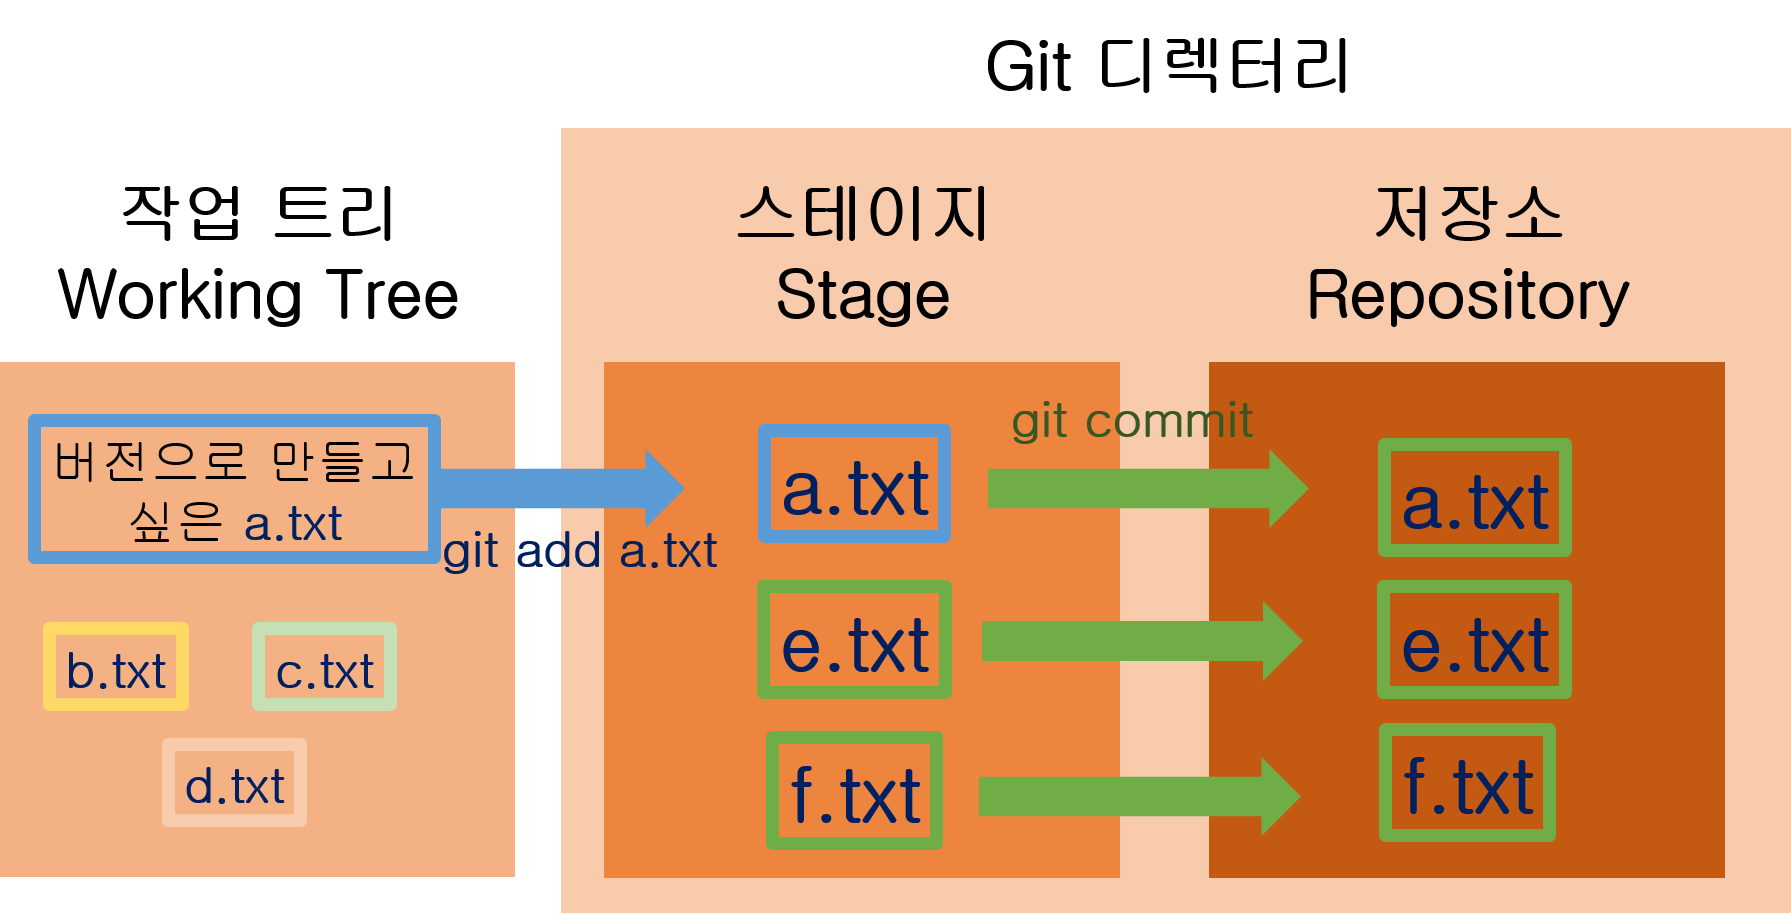 Git 디렉터리
작업 트리
Working Tree
스테이지
Stage
저장소
Repository
버전으로 만들고
싶은 a.txt
git add a.txt
b.txt
c.txt
d.txt
a.txt
e.txt
f.txt
git commit
a.txt
e.txt
f.txt